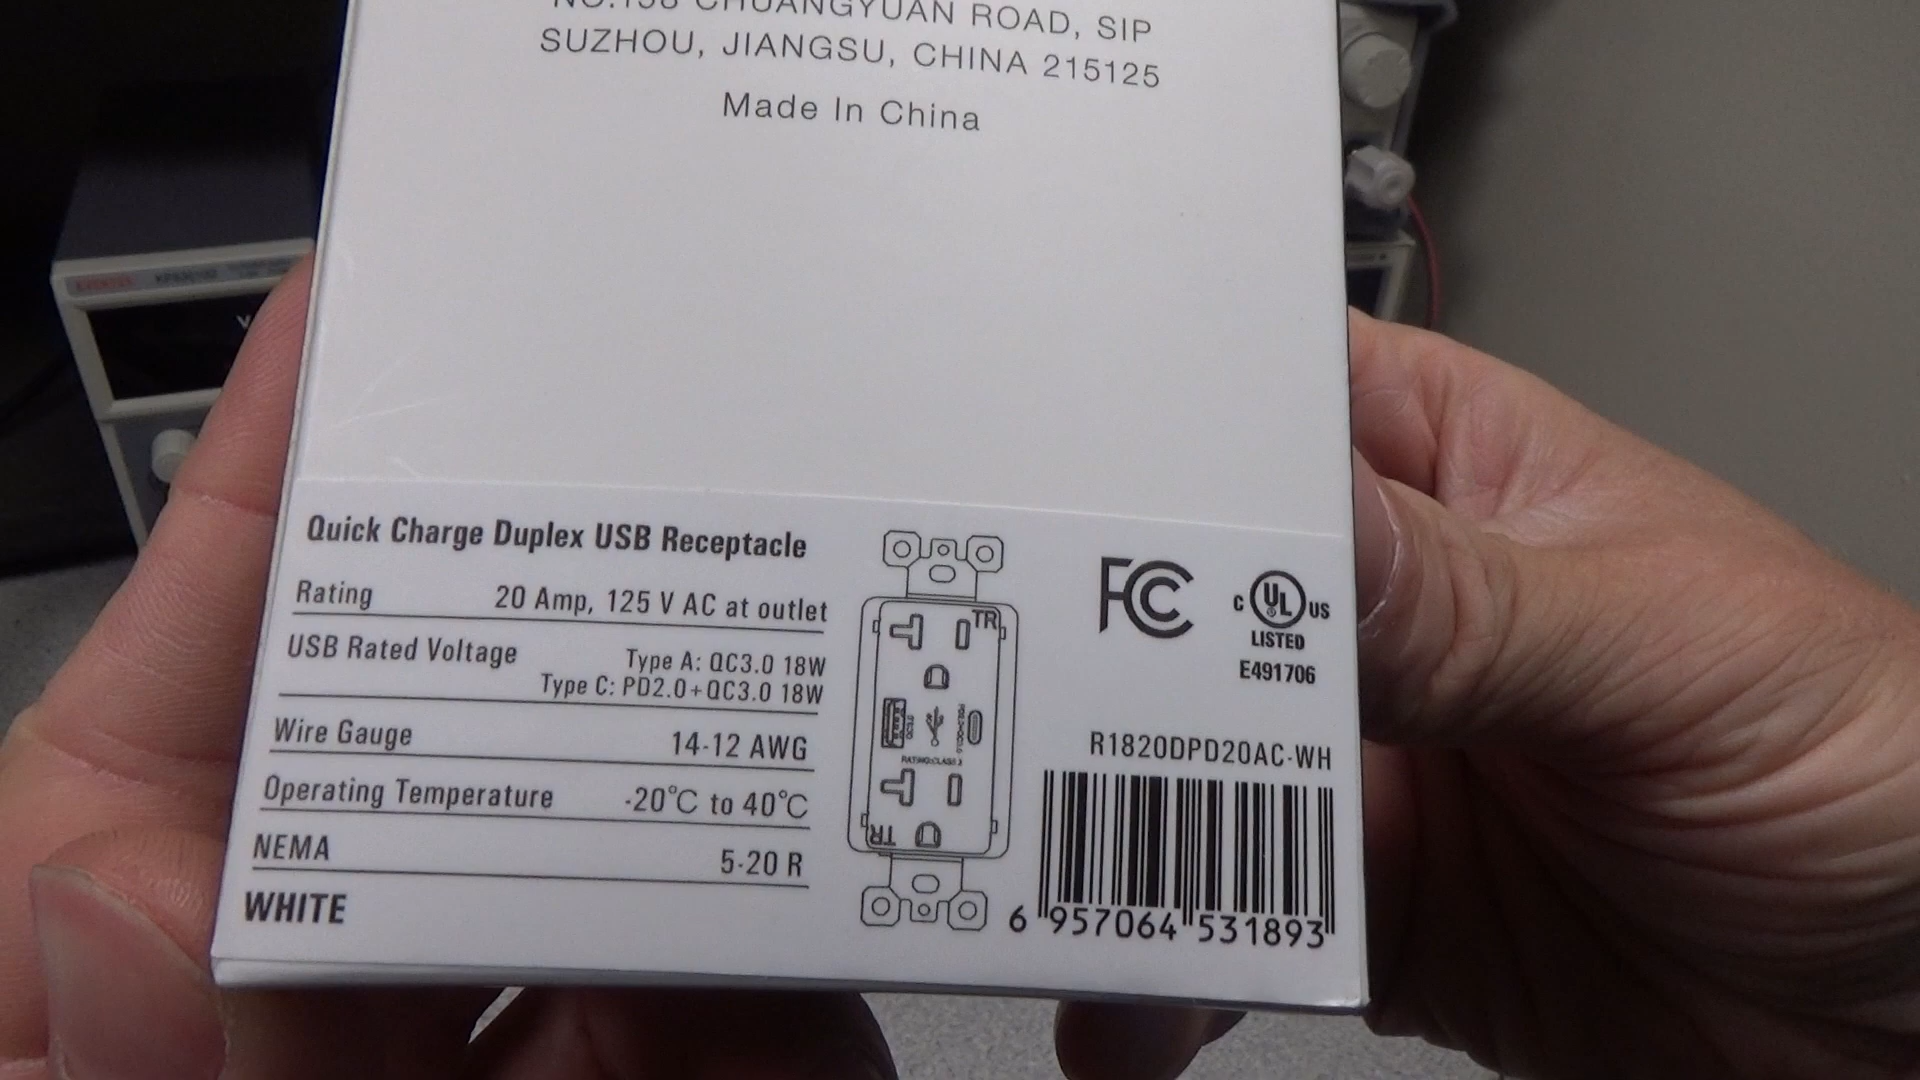 CHUANGYUAN ROAD, SIP
SUZHOU, JIANGSU, CHINA 215125
Made In China
Quick Charge Duplex USB Receptacle
Rating 20 Amp, 125 V AC at outlet
USB Rated Voltage Type A: QC3.0 18W
Type C: PD2.0+QC3.0 18W
Wire Gauge 14-12 AWG
Operating Temperature -20°C to 40°C
NEMA 5-20 R
WHITE
TR
TR
FC
C UL US
LISTED
E491706
R1820DPD20AC-WH
6 957064 531893